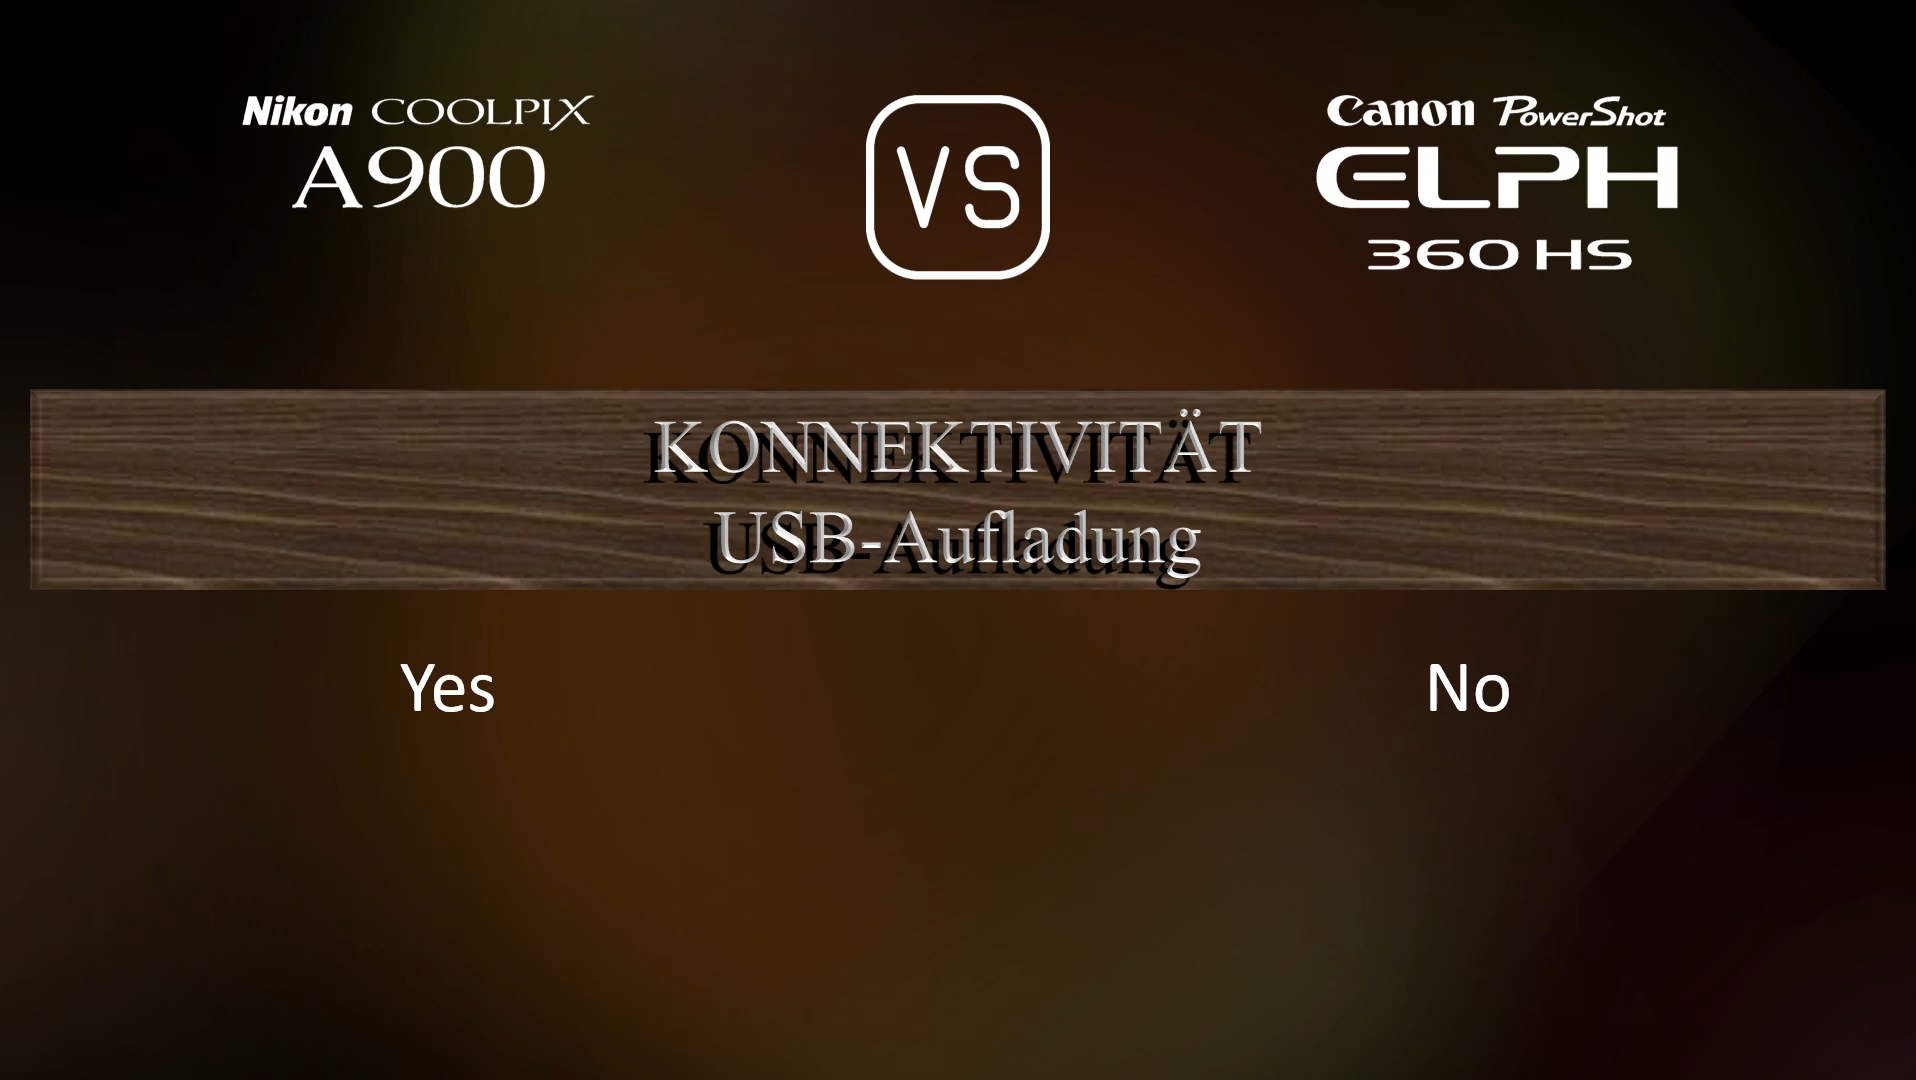 Nikon COOLPIX
A900
VS
Canon PowerShot
ELPH
360 HS
KONNEKTIVITÄT
USB-Aufladung
Yes
No